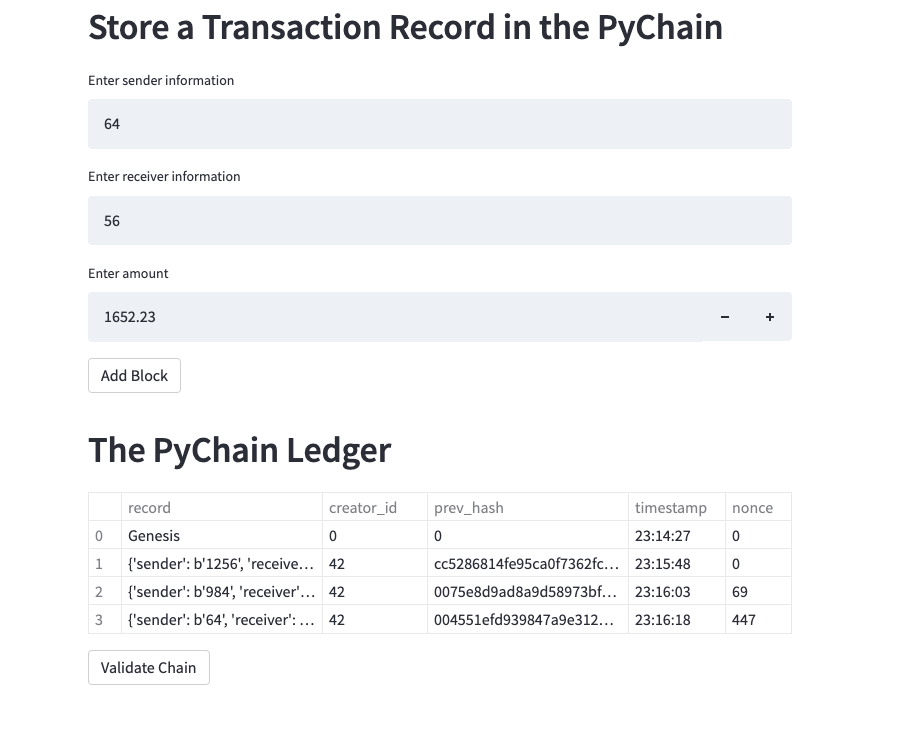 Store a Transaction Record in the PyChain
Enter sender information
64
Enter receiver information
56
Enter amount
1652.23 − +
Add Block
The PyChain Ledger
record creator_id prev_hash timestamp nonce
0 Genesis 0 0 23:14:27 0
1 {'sender': b'1256', 'receive... 42 cc5286814fe95ca0f7362fc... 23:15:48 0
2 {'sender': b'984', 'receiver'... 42 0075e8d9ad8a9d58973bf... 23:16:03 69
3 {'sender': b'64', 'receiver': ... 42 004551efd939847a9e312... 23:16:18 447
Validate Chain